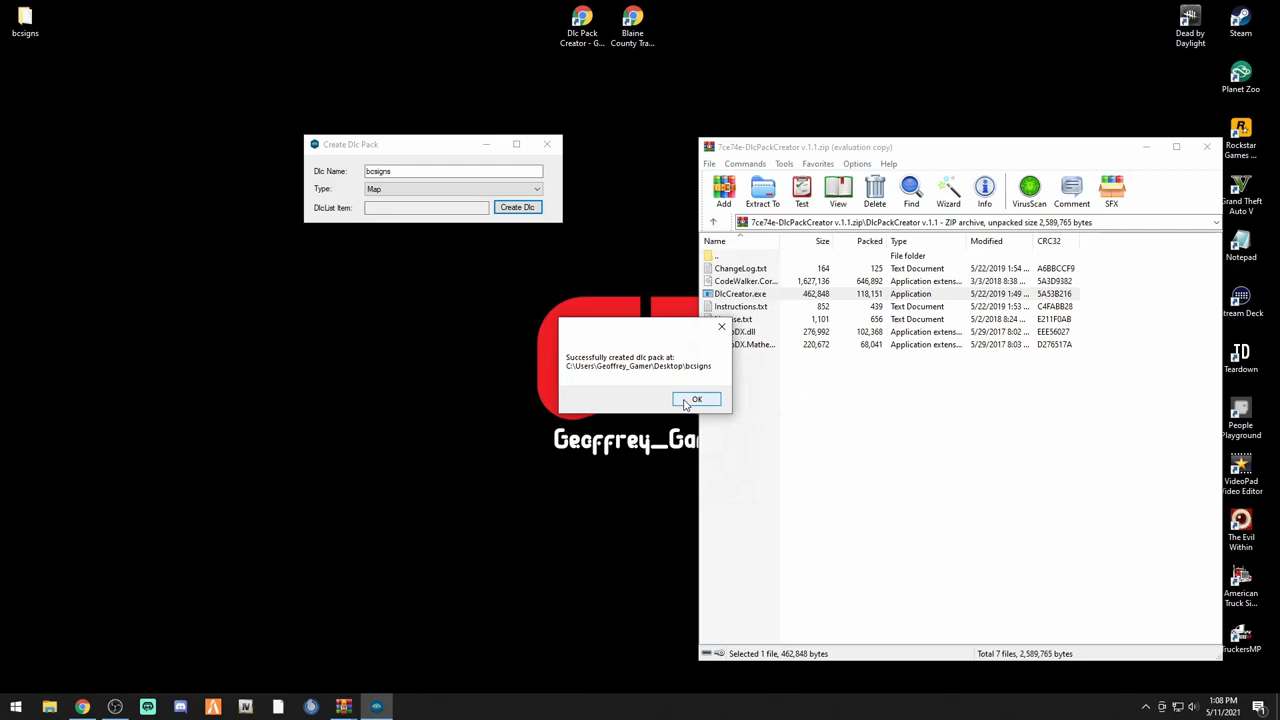 bcsigns
Dlc Pack
Creator - G...
Blaine
County Tra...
Dead by
Daylight
Steam
Planet Zoo
Rockstar
Games ...
Grand Theft
Auto V
Notepad
Stream Deck
Teardown
People
Playground
VideoPad
Video Editor
The Evil
Within
American
Truck Si...
TruckersMP
Create Dlc Pack
Dlc Name:
bcsigns
Type:
Map
DlcList Item:
Create Dlc
7ce74e-DlcPackCreator v.1.1.zip (evaluation copy)
File Commands Tools Favorites Options Help
Add Extract To Test View Delete Find Wizard Info VirusScan Comment SFX
7ce74e-DlcPackCreator v.1.1.zip\DlcPackCreator v.1.1 - ZIP archive, unpacked size 2,589,765 bytes
Name Size Packed Type Modified CRC32
.. File folder
ChangeLog.txt 164 125 Text Document 5/22/2019 1:54 ... A6BBCCF9
CodeWalker.Cor... 1,627,136 646,892 Application extens... 3/3/2018 8:38 ... 5A3D9382
DlcCreator.exe 462,848 118,151 Application 5/22/2019 1:49 ... 5A53B216
Instructions.txt 852 439 Text Document 5/22/2019 1:53 ... C4FABB28
1,101 656 Text Document 5/2/2018 8:24 ... E211F0AB
DX.dll 276,992 102,368 Application extens... 5/29/2017 8:02 ... EEE56027
DX.Mathe... 220,672 68,041 Application extens... 5/29/2017 8:03 ... D276517A
Successfully created dlc pack at:
C:\Users\Geoffrey_Gamer\Desktop\bcsigns
OK
Geoffrey_Ga
Selected 1 file, 462,848 bytes
Total 7 files, 2,589,765 bytes
1:08 PM
5/11/2021